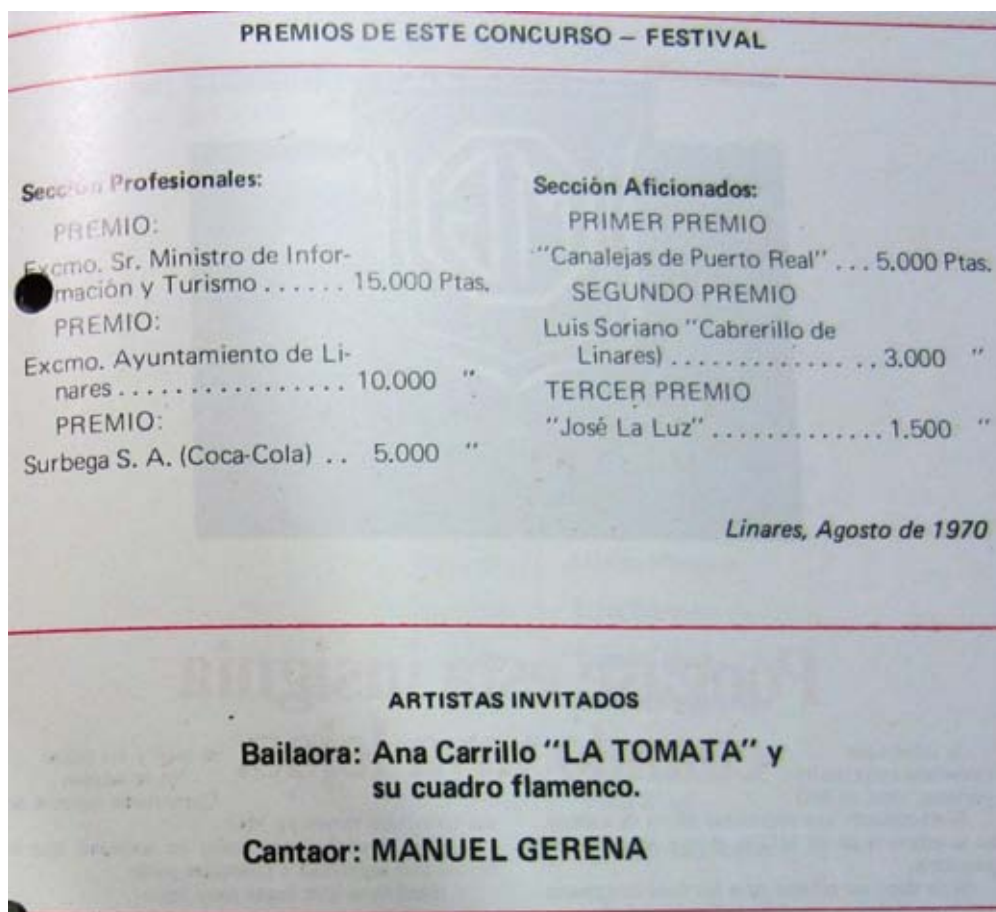 PREMIOS DE ESTE CONCURSO – FESTIVAL
Sección Profesionales:
PREMIO:
Excmo. Sr. Ministro de Infor-
mación y Turismo ...... 15.000 Ptas.
PREMIO:
Excmo. Ayuntamiento de Li-
nares ................. 10.000 "
PREMIO:
Surbega S. A. (Coca-Cola) .. 5.000 "
Sección Aficionados:
PRIMER PREMIO
"Canalejas de Puerto Real" ... 5.000 Ptas.
SEGUNDO PREMIO
Luis Soriano "Cabrerillo de
Linares) ............... 3.000 "
TERCER PREMIO
"José La Luz" .............. 1.500 "
Linares, Agosto de 1970
ARTISTAS INVITADOS
Bailaora: Ana Carrillo "LA TOMATA" y
su cuadro flamenco.
Cantaor: MANUEL GERENA